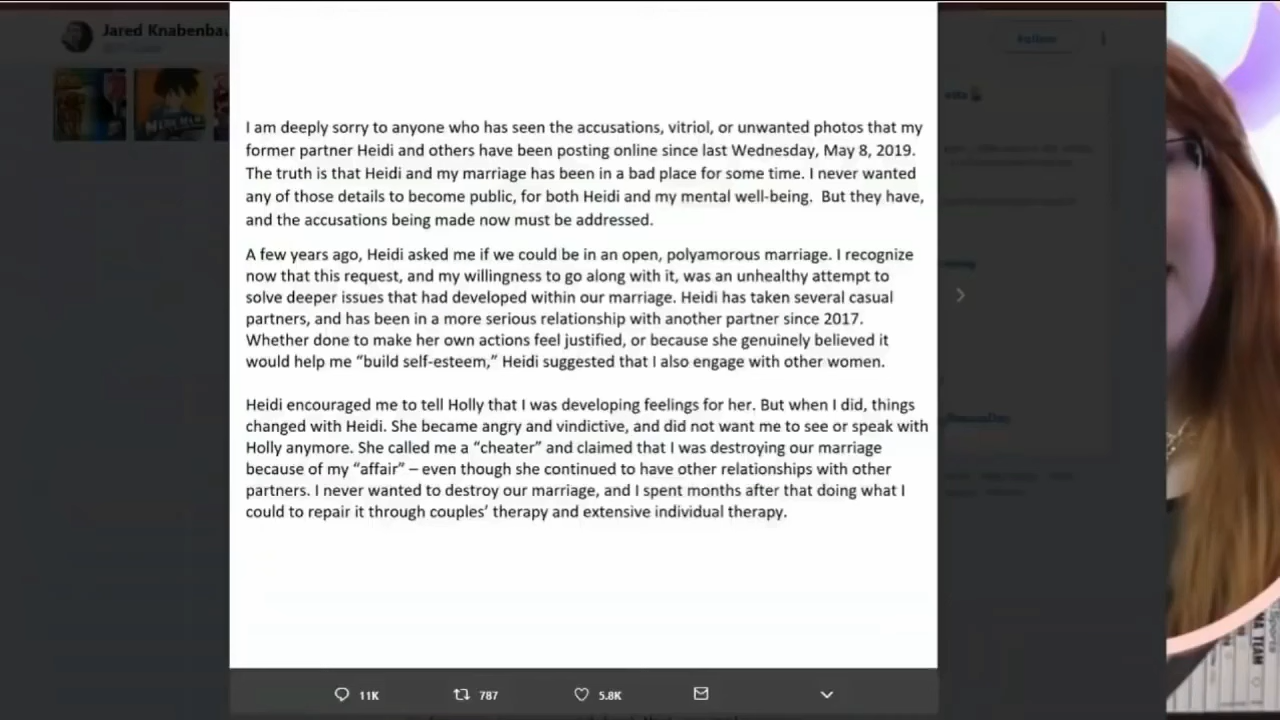 Jared Knabenbau
Follow
I am deeply sorry to anyone who has seen the accusations, vitriol, or unwanted photos that my
former partner Heidi and others have been posting online since last Wednesday, May 8, 2019.
The truth is that Heidi and my marriage has been in a bad place for some time. I never wanted
any of those details to become public, for both Heidi and my mental well-being.  But they have,
and the accusations being made now must be addressed.
A few years ago, Heidi asked me if we could be in an open, polyamorous marriage. I recognize
now that this request, and my willingness to go along with it, was an unhealthy attempt to
solve deeper issues that had developed within our marriage. Heidi has taken several casual
partners, and has been in a more serious relationship with another partner since 2017.
Whether done to make her own actions feel justified, or because she genuinely believed it
would help me “build self-esteem,” Heidi suggested that I also engage with other women.
Heidi encouraged me to tell Holly that I was developing feelings for her. But when I did, things
changed with Heidi. She became angry and vindictive, and did not want me to see or speak with
Holly anymore. She called me a “cheater” and claimed that I was destroying our marriage
because of my “affair” – even though she continued to have other relationships with other
partners. I never wanted to destroy our marriage, and I spent months after that doing what I
could to repair it through couples’ therapy and extensive individual therapy.
11K
787
5.8K